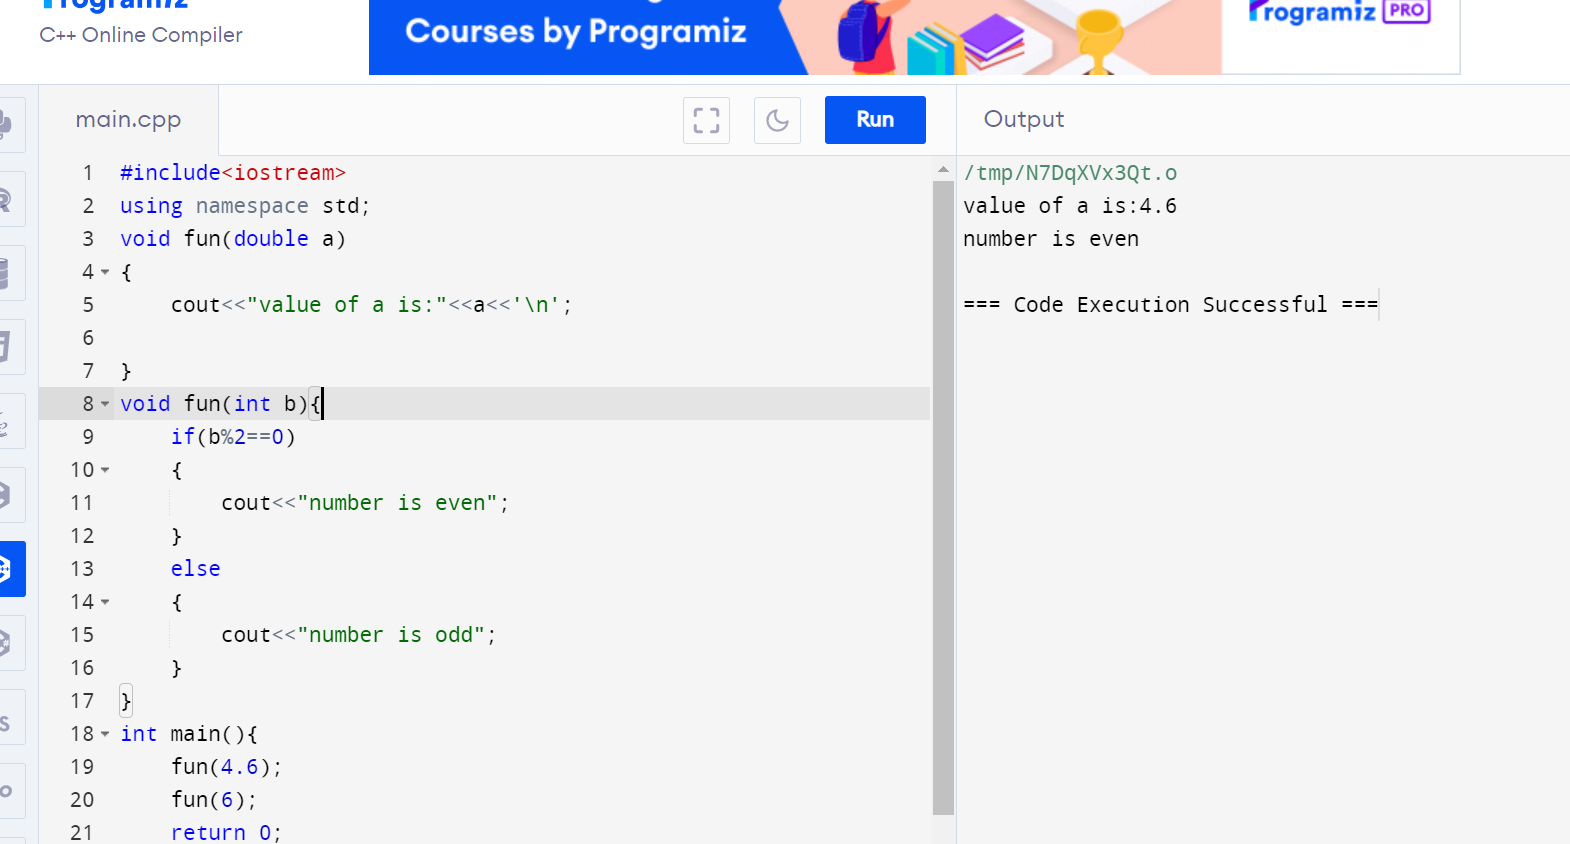 Programiz
C++ Online Compiler
Courses by Programiz
Programiz PRO
main.cpp
Run
Output
1 #include<iostream>
2 using namespace std;
3 void fun(double a)
4 {
5 cout<<"value of a is:"<<a<<'\n';
6
7 }
8 void fun(int b){
9 if(b%2==0)
10 {
11 cout<<"number is even";
12 }
13 else
14 {
15 cout<<"number is odd";
16 }
17 }
18 int main(){
19 fun(4.6);
20 fun(6);
21 return 0;
/tmp/N7DqXVx3Qt.o
value of a is:4.6
number is even
=== Code Execution Successful ===